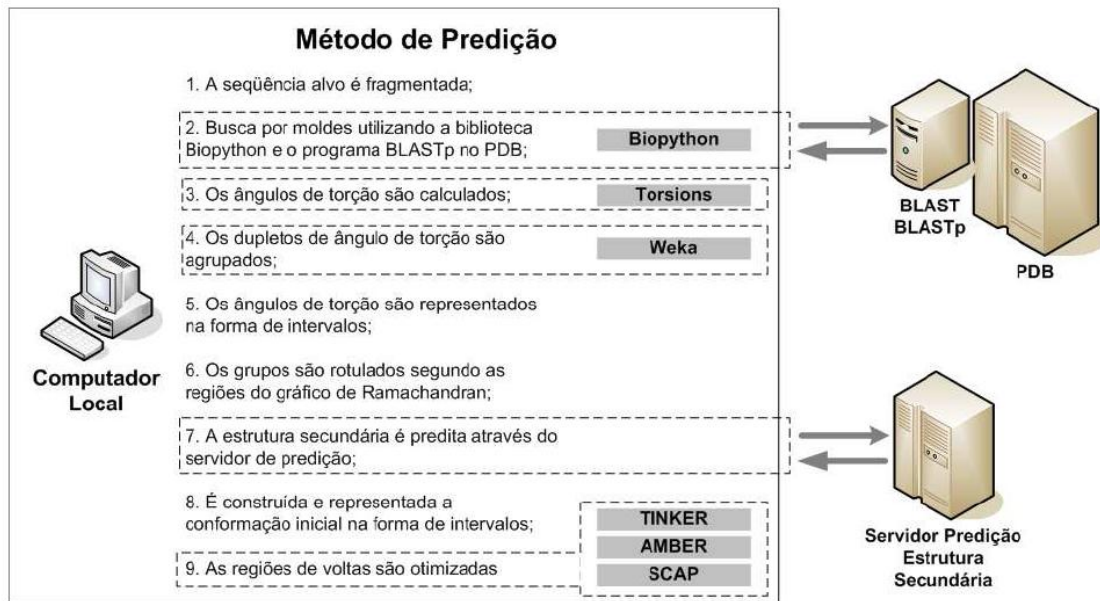 Método de Predição
1. A seqüência alvo é fragmentada;
2. Busca por moldes utilizando a biblioteca
Biopython e o programa BLASTp no PDB;
Biopython
3. Os ângulos de torção são calculados;
Torsions
4. Os dupletos de ângulo de torção são
agrupados;
Weka
5. Os ângulos de torção são representados
na forma de intervalos;
6. Os grupos são rotulados segundo as
regiões do gráfico de Ramachandran;
7. A estrutura secundária é predita através do
servidor de predição;
8. É construída e representada a
conformação inicial na forma de intervalos;
9. As regiões de voltas são otimizadas
TINKER
AMBER
SCAP
Computador
Local
BLAST
BLASTp
PDB
Servidor Predição
Estrutura
Secundária